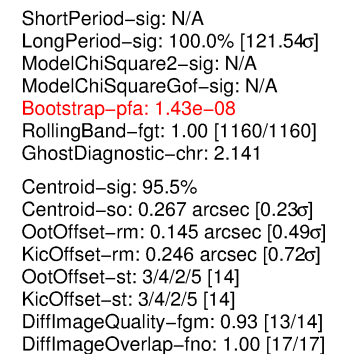 ShortPeriod−sig: N/A
LongPeriod−sig: 100.0% [121.54σ]
ModelChiSquare2−sig: N/A
ModelChiSquareGof−sig: N/A
Bootstrap−pfa: 1.43e−08
RollingBand−fgt: 1.00 [1160/1160]
GhostDiagnostic−chr: 2.141
Centroid−sig: 95.5%
Centroid−so: 0.267 arcsec [0.23σ]
OotOffset−rm: 0.145 arcsec [0.49σ]
KicOffset−rm: 0.246 arcsec [0.72σ]
OotOffset−st: 3/4/2/5 [14]
KicOffset−st: 3/4/2/5 [14]
DiffImageQuality−fgm: 0.93 [13/14]
DiffImageOverlap−fno: 1.00 [17/17]